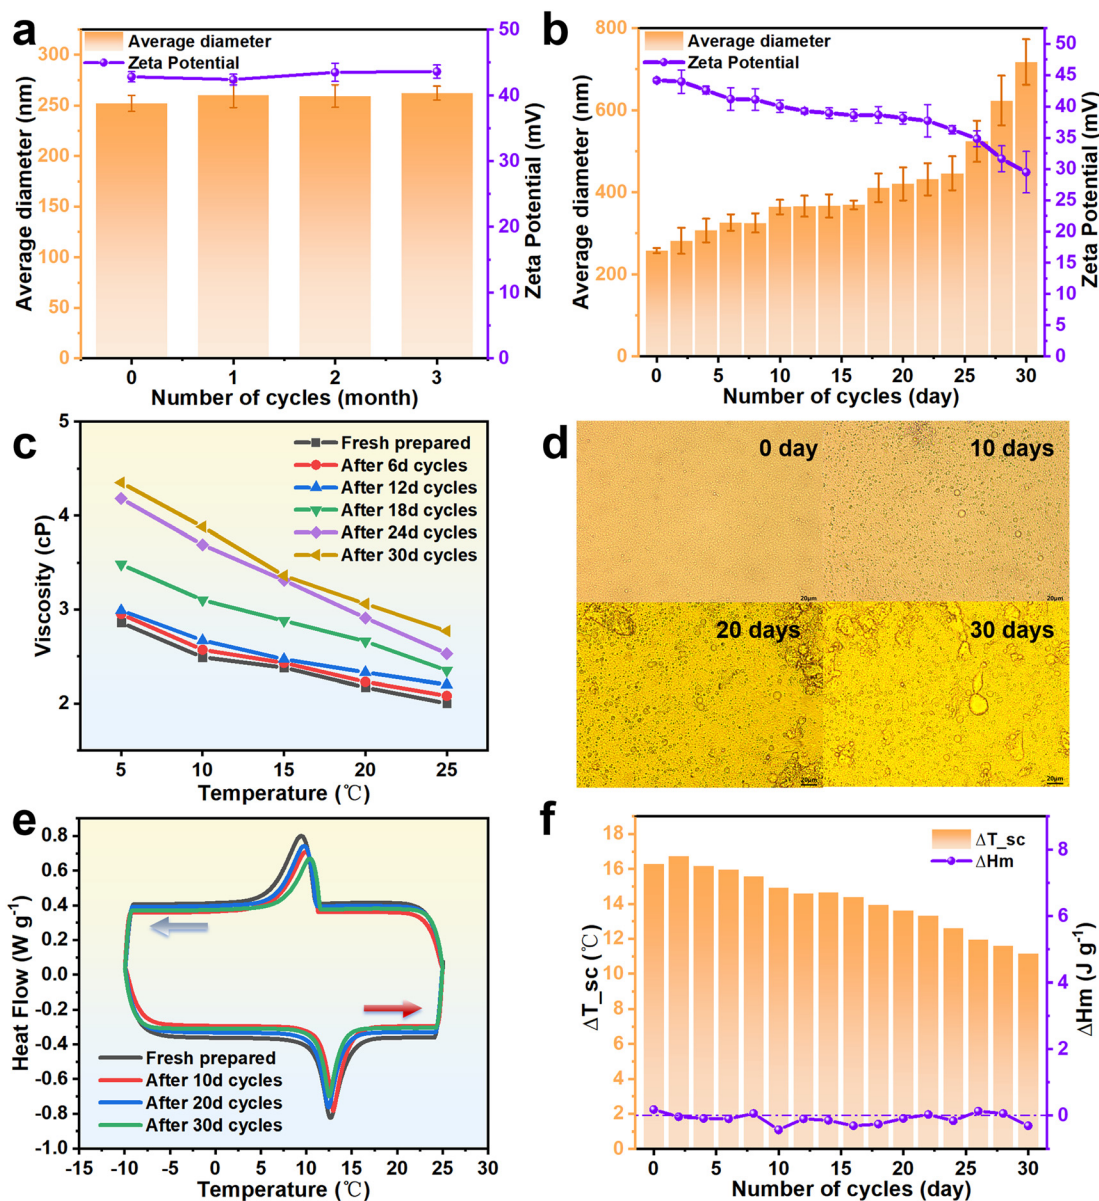 a
Average diameter
Zeta Potential
300
250
200
150
100
50
0
50
40
30
20
10
0
0 1 2 3
Average diameter (nm)
Zeta Potential (mV)
Number of cycles (month)
b
Average diameter
Zeta Potential
800
600
400
200
0
50
45
40
35
30
25
20
15
10
5
0
0 5 10 15 20 25 30
Average diameter (nm)
Zeta Potential (mV)
Number of cycles (day)
c
Fresh prepared
After 6d cycles
After 12d cycles
After 18d cycles
After 24d cycles
After 30d cycles
5
4
3
2
5 10 15 20 25
Viscosity (cP)
Temperature (℃)
d
0 day
10 days
20μm
20μm
20 days
30 days
20μm
20μm
e
0.8
0.6
0.4
0.2
0.0
-0.2
-0.4
-0.6
-0.8
-1.0
Fresh prepared
After 10d cycles
After 20d cycles
After 30d cycles
-15 -10 -5 0 5 10 15 20 25 30
Heat Flow (W g⁻¹)
Temperature (℃)
f
ΔT_sc
ΔHm
18
16
14
12
10
8
6
4
2
0
8
6
4
2
0
0 5 10 15 20 25 30
ΔT_sc (℃)
ΔHm (J g⁻¹)
Number of cycles (day)